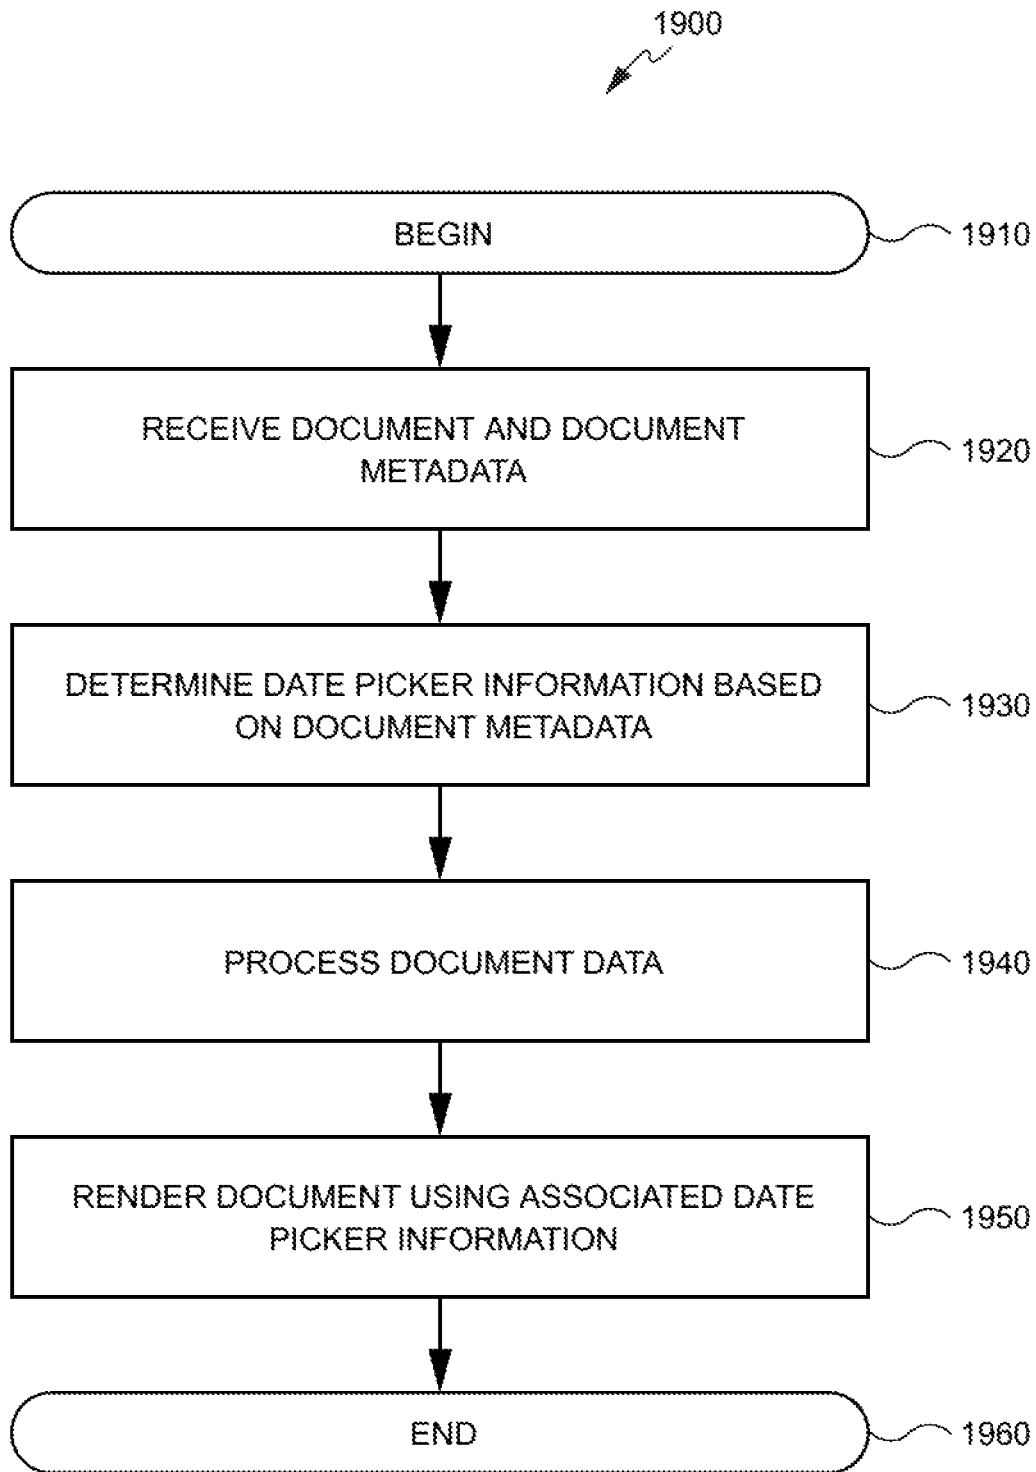 1900
BEGIN
1910
RECEIVE DOCUMENT AND DOCUMENT
METADATA
1920
DETERMINE DATE PICKER INFORMATION BASED
ON DOCUMENT METADATA
1930
PROCESS DOCUMENT DATA
1940
RENDER DOCUMENT USING ASSOCIATED DATE
PICKER INFORMATION
1950
END
1960